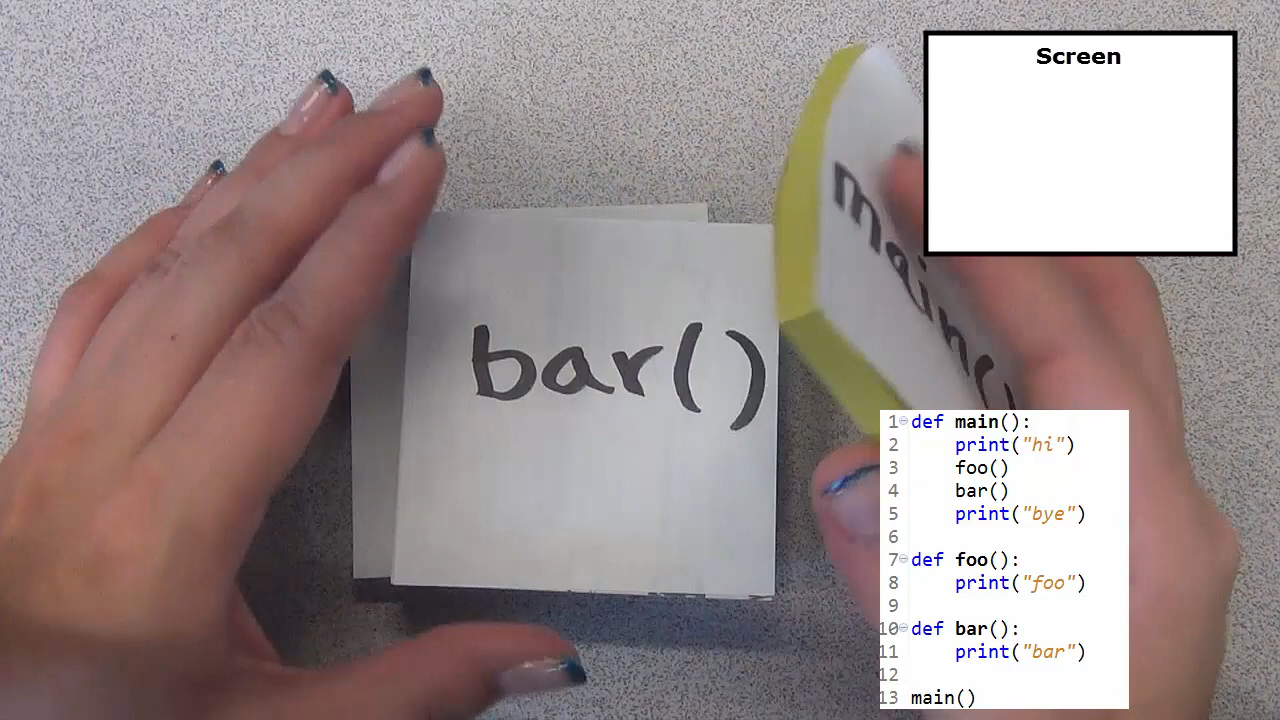 Screen
main(
bar()
1 def main():
2 print("hi")
3 foo()
4 bar()
5 print("bye")
6
7 def foo():
8 print("foo")
9
10 def bar():
11 print("bar")
12
13 main()